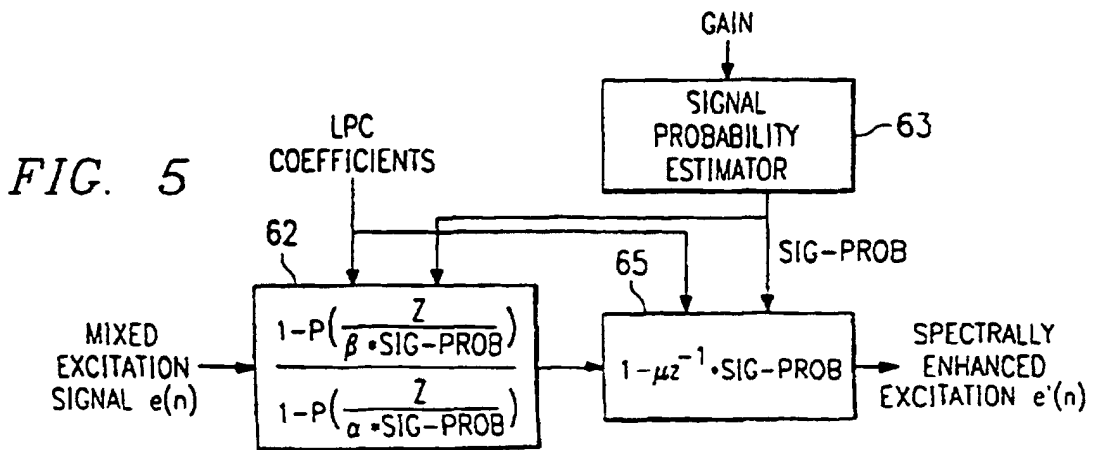 FIG. 5
GAIN
SIGNAL
PROBABILITY
ESTIMATOR
63
LPC
COEFFICIENTS
62
65
SIG-PROB
MIXED
EXCITATION
SIGNAL e(n)
1-P(Z/β*SIG-PROB)
1-P(Z/α*SIG-PROB)
1-μz⁻¹•SIG-PROB
SPECTRALLY
ENHANCED
EXCITATION e'(n)